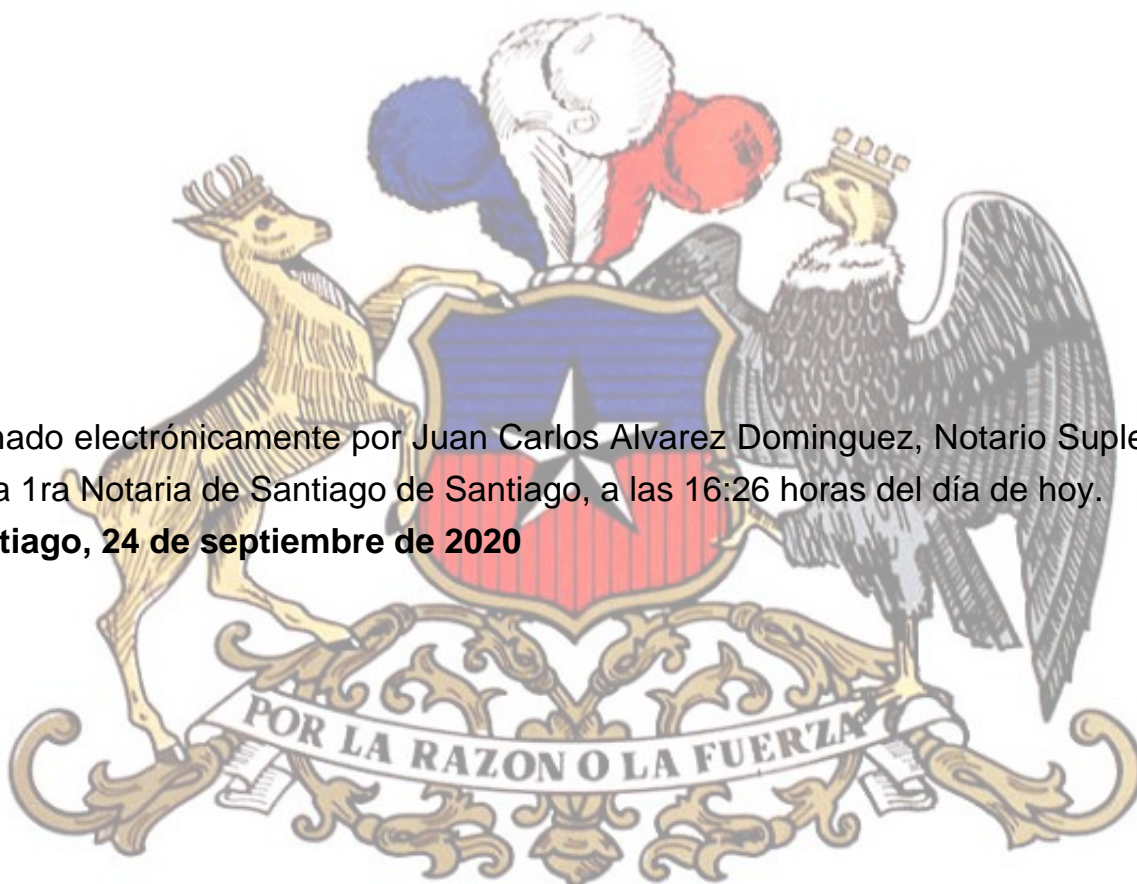 nado electrónicamente por Juan Carlos Alvarez Dominguez, Notario Suple
a 1ra Notaria de Santiago de Santiago, a las 16:26 horas del día de hoy.
tiago, 24 de septiembre de 2020
POR LA RAZON O LA FUERZA